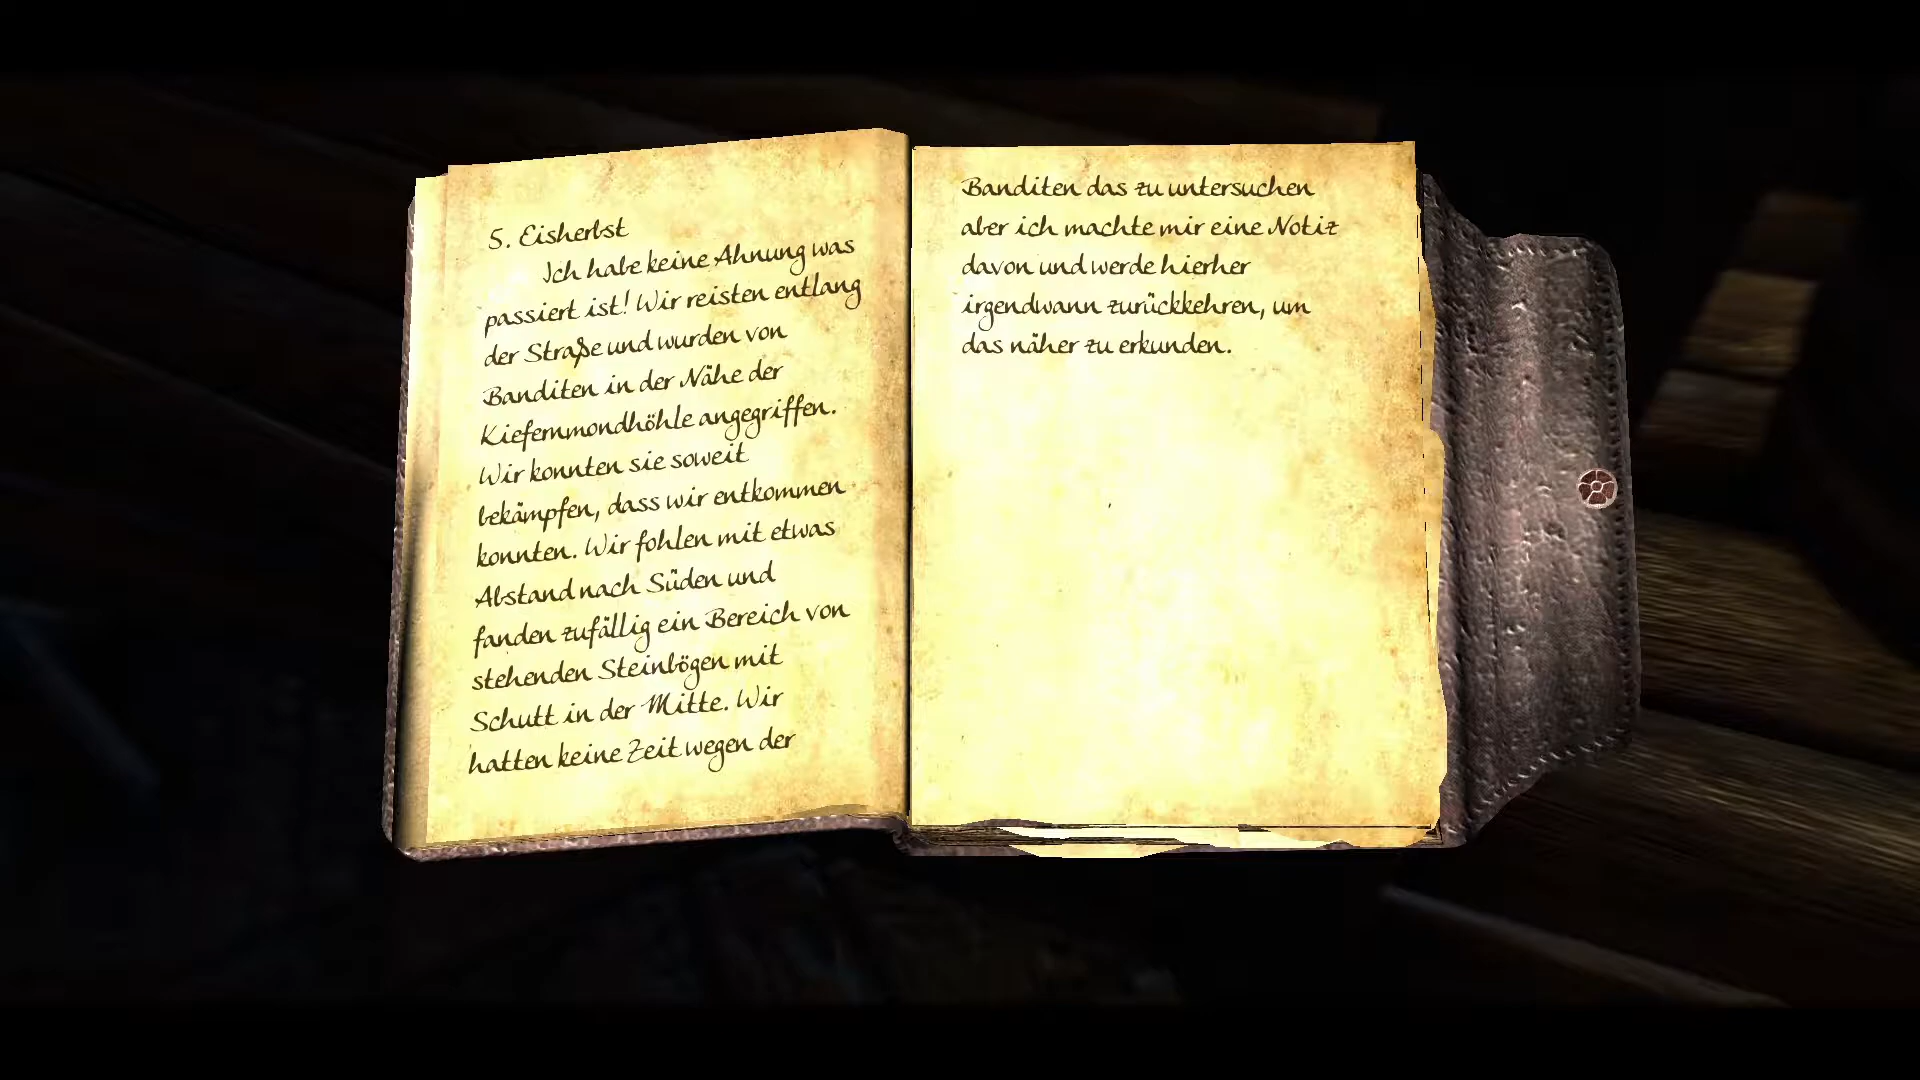 5. Eisherbst
Ich habe keine Ahnung was
passiert ist! Wir reisten entlang
der Straße und wurden von
Banditen in der Nähe der
Kiefernmondhöhle angegriffen.
Wir konnten sie soweit
bekämpfen, dass wir entkommen
konnten. Wir fohlen mit etwas
Abstand nach Süden und
fanden zufällig ein Bereich von
stehenden Steinbögen mit
Schutt in der Mitte. Wir
hatten keine Zeit wegen der
Banditen das zu untersuchen
aber ich machte mir eine Notiz
davon und werde hierher
irgendwann zurückkehren, um
das näher zu erkunden.